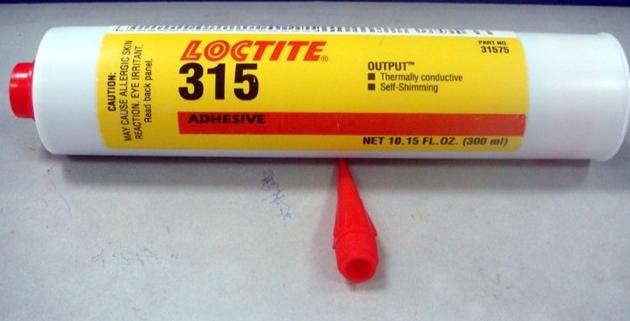 CAUTION:
MAY CAUSE ALLERGIC SKIN
REACTION. EYE IRRITANT.
Read back panel.
LOCTITE®
315
ADHESIVE
OUTPUT™
■ Thermally conductive
■ Self-Shimming
PART NO.
31575
NET 10.15 FL.OZ. (300 ml)